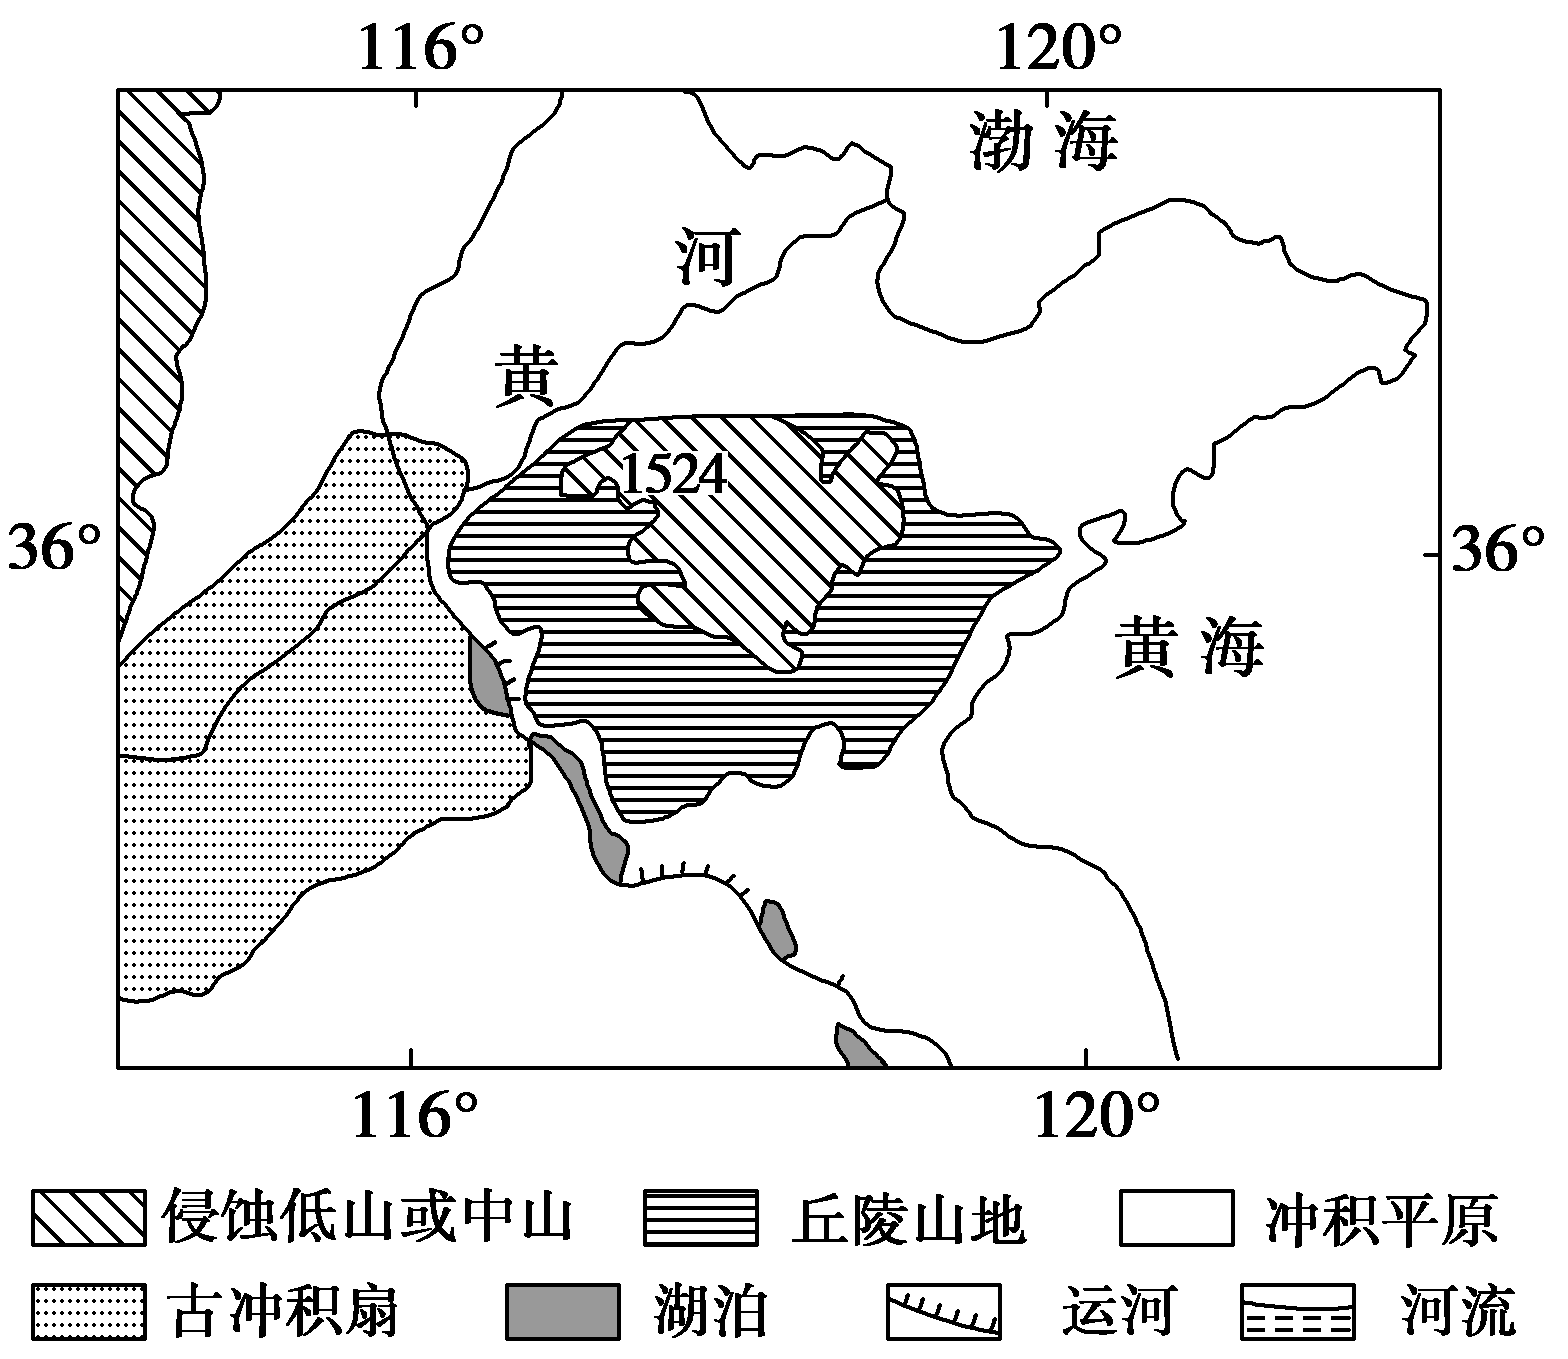 116° 120°
渤海
河
黄
1524
36° 36°
黄海
116° 120°
侵蚀低山或中山 丘陵山地 冲积平原
古冲积扇 湖泊 运河 河流